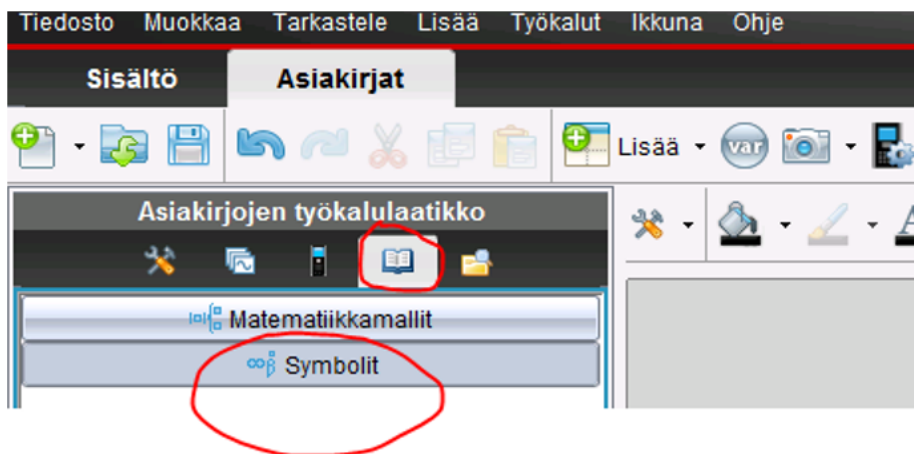 Tiedosto Muokkaa Tarkastele Lisää Työkalut Ikkuna Ohje
Sisältö Asiakirjat
Lisää var
Asiakirjojen työkalulaatikko
A
Matematiikkamallit
∞β Symbolit